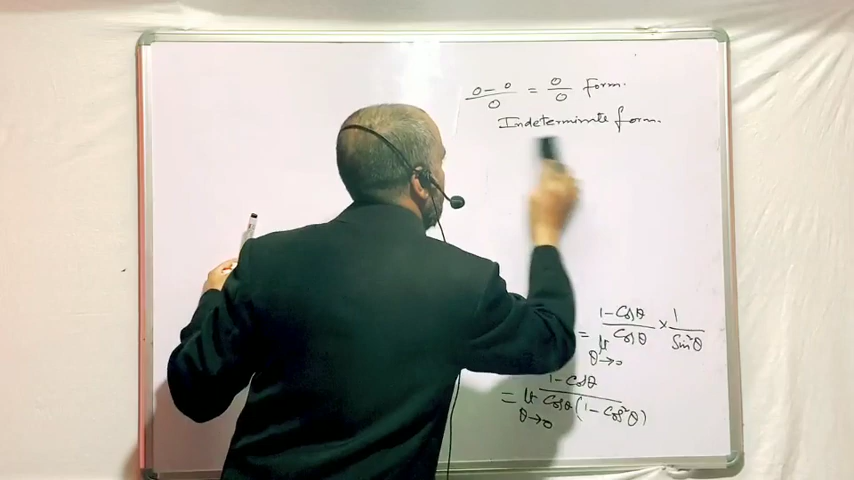 0-0/0 = 0/0 form.
Indeterminate form.
= lt θ→0 1-Cosθ/Cosθ × 1/Sin²θ
= lt θ→0 1-Cosθ/Cosθ(1-Cos²θ)